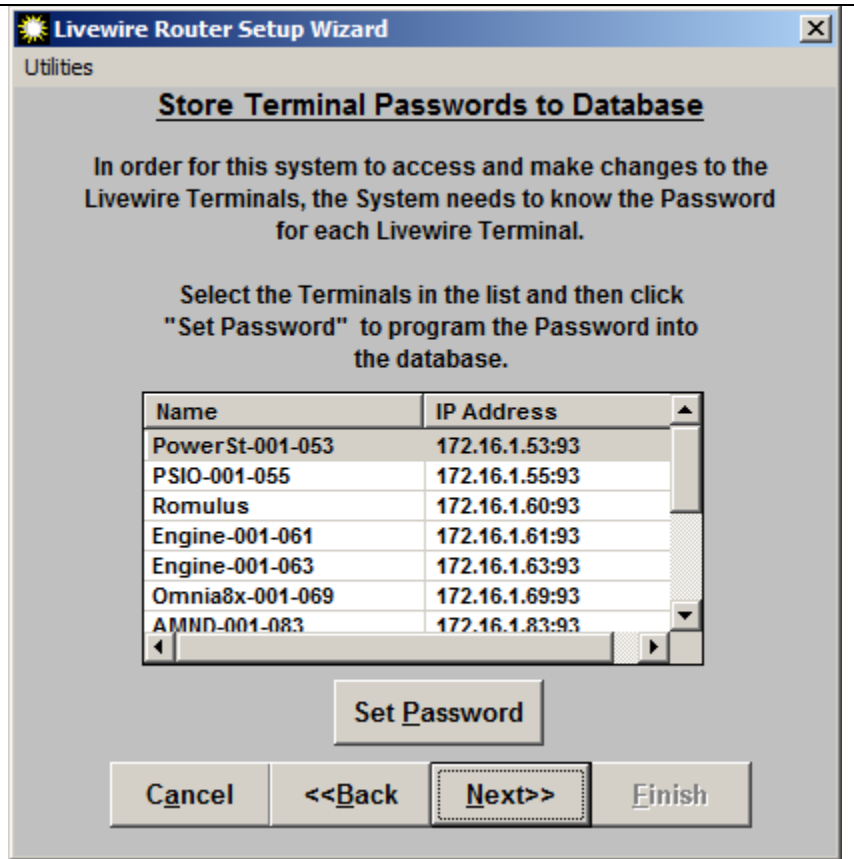 Livewire Router Setup Wizard
Utilities
Store Terminal Passwords to Database
In order for this system to access and make changes to the
Livewire Terminals, the System needs to know the Password
for each Livewire Terminal.
Select the Terminals in the list and then click
"Set Password"  to program the Password into
the database.
Name IP Address
PowerSt-001-053 172.16.1.53:93
PSIO-001-055 172.16.1.55:93
Romulus 172.16.1.60:93
Engine-001-061 172.16.1.61:93
Engine-001-063 172.16.1.63:93
Omnia8x-001-069 172.16.1.69:93
AMND-001-083 172.16.1.83:93
Set Password
Cancel <<Back Next>> Finish